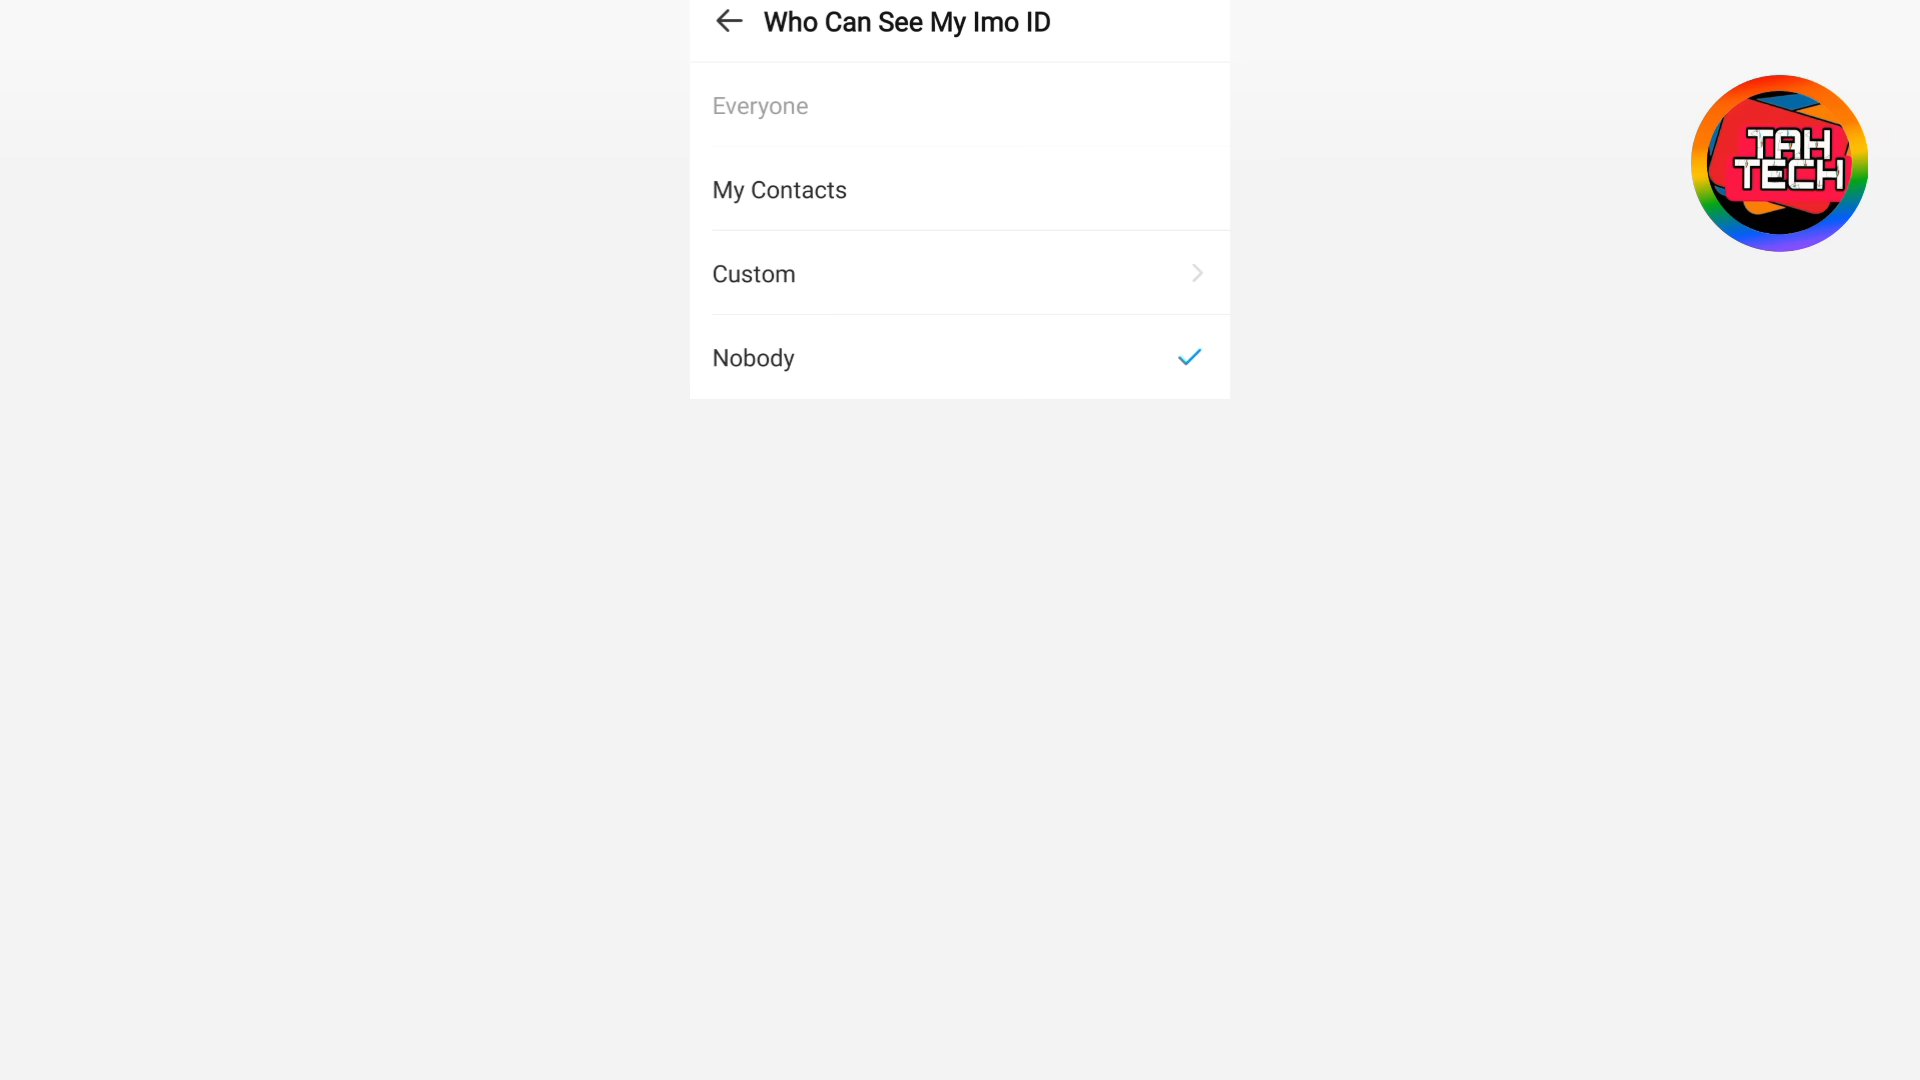 Who Can See My Imo ID
Everyone
My Contacts
Custom
Nobody
TAH
TECH